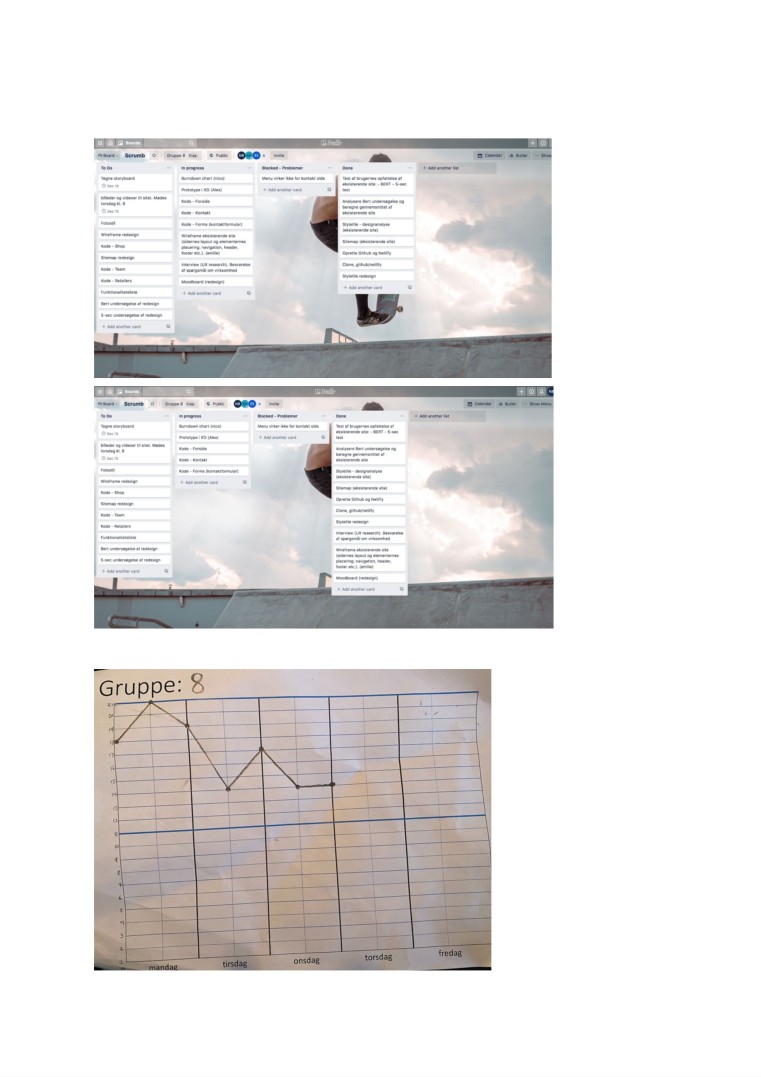 Boards
Trello
Board
Scrumb
Gruppe 8
Free
Public
Invite
Calendar
Butler
Show
To Do
Tegne storyboard
Dec 13
billeder og videoer til sitet. Mødes
torsdag kl. 8
Fotostil
Wireframe redesign
Kode - Shop
Sitemap redesign
Kode - Team
Kode - Retailers
Funktionalitetsliste
Bert undersøgelse af redesign
5-sec undersøgelse af redesign
+ Add another card
In progress
Burndown chart (nico)
Prototype i XD (Alex)
Kode - Forside
Kode - Kontakt
Kode - Forms (kontaktformular)
Wireframe eksisterende site
(sidernes layout og elementernes
placering: navigation, header,
footer etc.). (emilie)
Interview (UX research). Besvarelse
af spørgsmål om virksomhed
Moodboard (redesign)
+ Add another card
Blocked - Problemer
Menu virker ikke for kontakt side
+ Add another card
Done
Test af brugernes opfattelse af
eksisterende site - BERT - 5-sec
test
Analysere Bert undersøgelse og
beregne gennemsnittet af
eksisterende site
Styletile - designanalyse
(eksisterende site)
Sitemap (eksisterende site)
Oprette Github og Netlify
Clone, github/netlify
Styletile redesign
+ Add another card
+ Add another list
Boards
Trello
Board
Scrumb
Gruppe 8
Free
Public
Invite
Calendar
Butler
Show Menu
To Do
Tegne storyboard
Dec 13
billeder og videoer til sitet. Mødes
torsdag kl. 8
Fotostil
Wireframe redesign
Kode - Shop
Sitemap redesign
Kode - Team
Kode - Retailers
Funktionalitetsliste
Bert undersøgelse af redesign
5-sec undersøgelse af redesign
+ Add another card
In progress
Burndown chart (nico)
Prototype i XD (Alex)
Kode - Forside
Kode - Kontakt
Kode - Forms (kontaktformular)
+ Add another card
Blocked - Problemer
Menu virker ikke for kontakt side
+ Add another card
Done
Test af brugernes opfattelse af
eksisterende site - BERT - 5-sec
test
Analysere Bert undersøgelse og
beregne gennemsnittet af
eksisterende site
Styletile - designanalyse
(eksisterende site)
Sitemap (eksisterende site)
Oprette Github og Netlify
Clone, github/netlify
Styletile redesign
Interview (UX research). Besvarelse
af spørgsmål om virksomhed
Wireframe eksisterende site
(sidernes layout og elementernes
placering: navigation, header,
footer etc.). (emilie)
Moodboard (redesign)
+ Add another card
+ Add another list
Gruppe: 8
mandag
tirsdag
onsdag
torsdag
fredag